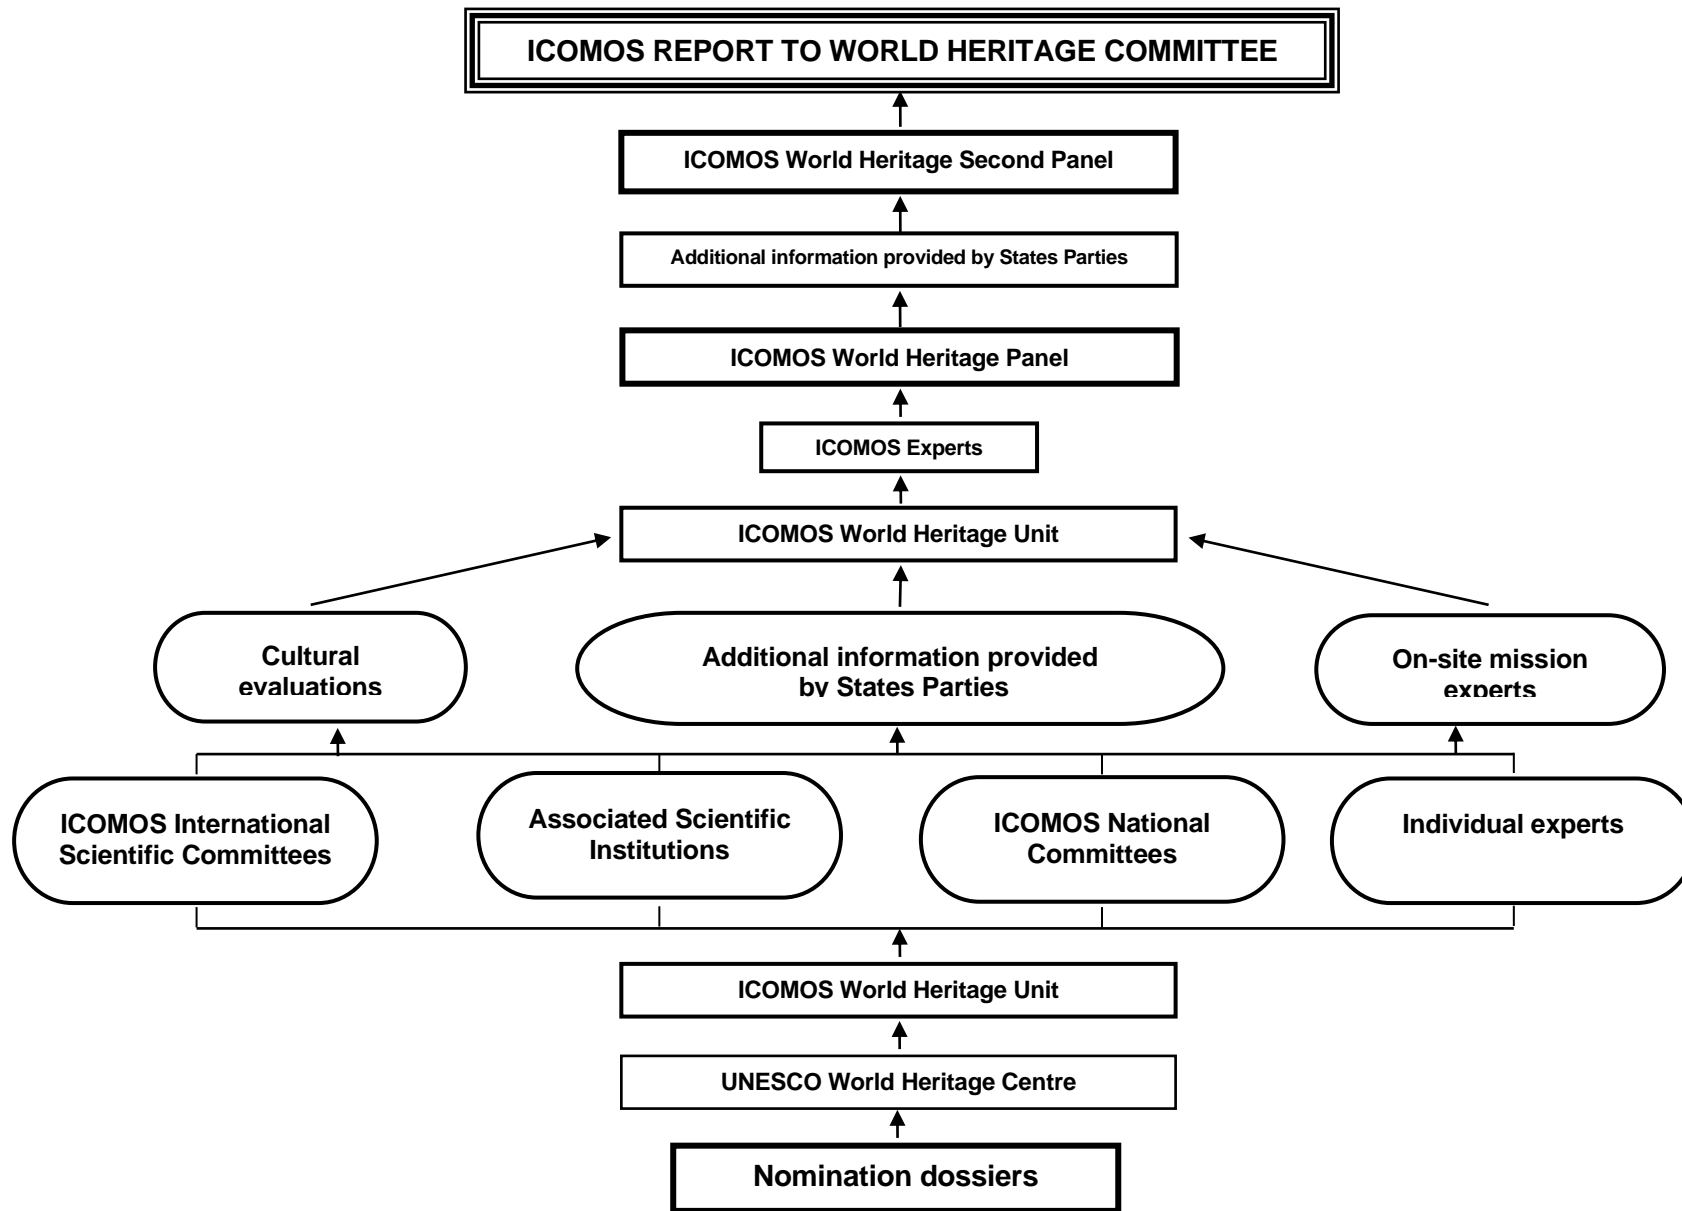 ICOMOS REPORT TO WORLD HERITAGE COMMITTEE
ICOMOS World Heritage Second Panel
Additional information provided by States Parties
ICOMOS World Heritage Panel
ICOMOS Experts
ICOMOS World Heritage Unit
Cultural
evaluations
Additional information provided
by States Parties
On-site mission
experts
ICOMOS International
Scientific Committees
Associated Scientific
Institutions
ICOMOS National
Committees
Individual experts
ICOMOS World Heritage Unit
UNESCO World Heritage Centre
Nomination dossiers